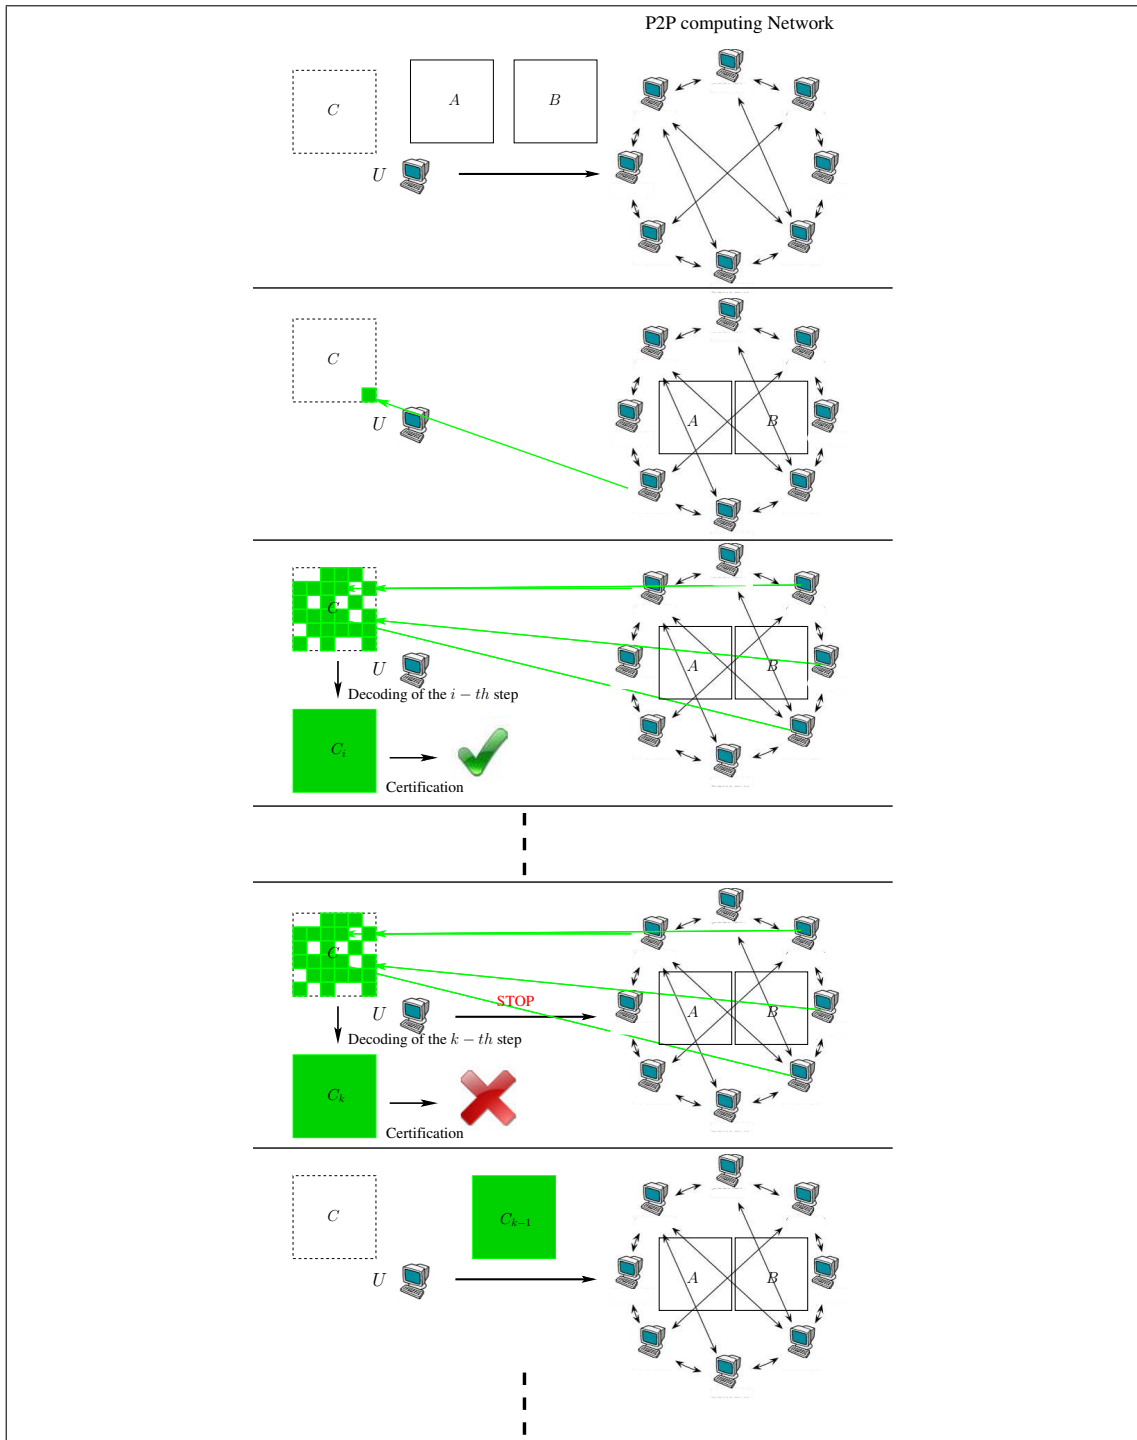 P2P computing Network
C
A
B
U
C
U
A
B
C
U
A
B
Decoding of the i − th step
C_i
Certification
C
U
STOP
A
B
Decoding of the k − th step
C_k
Certification
C
C_{k−1}
U
A
B